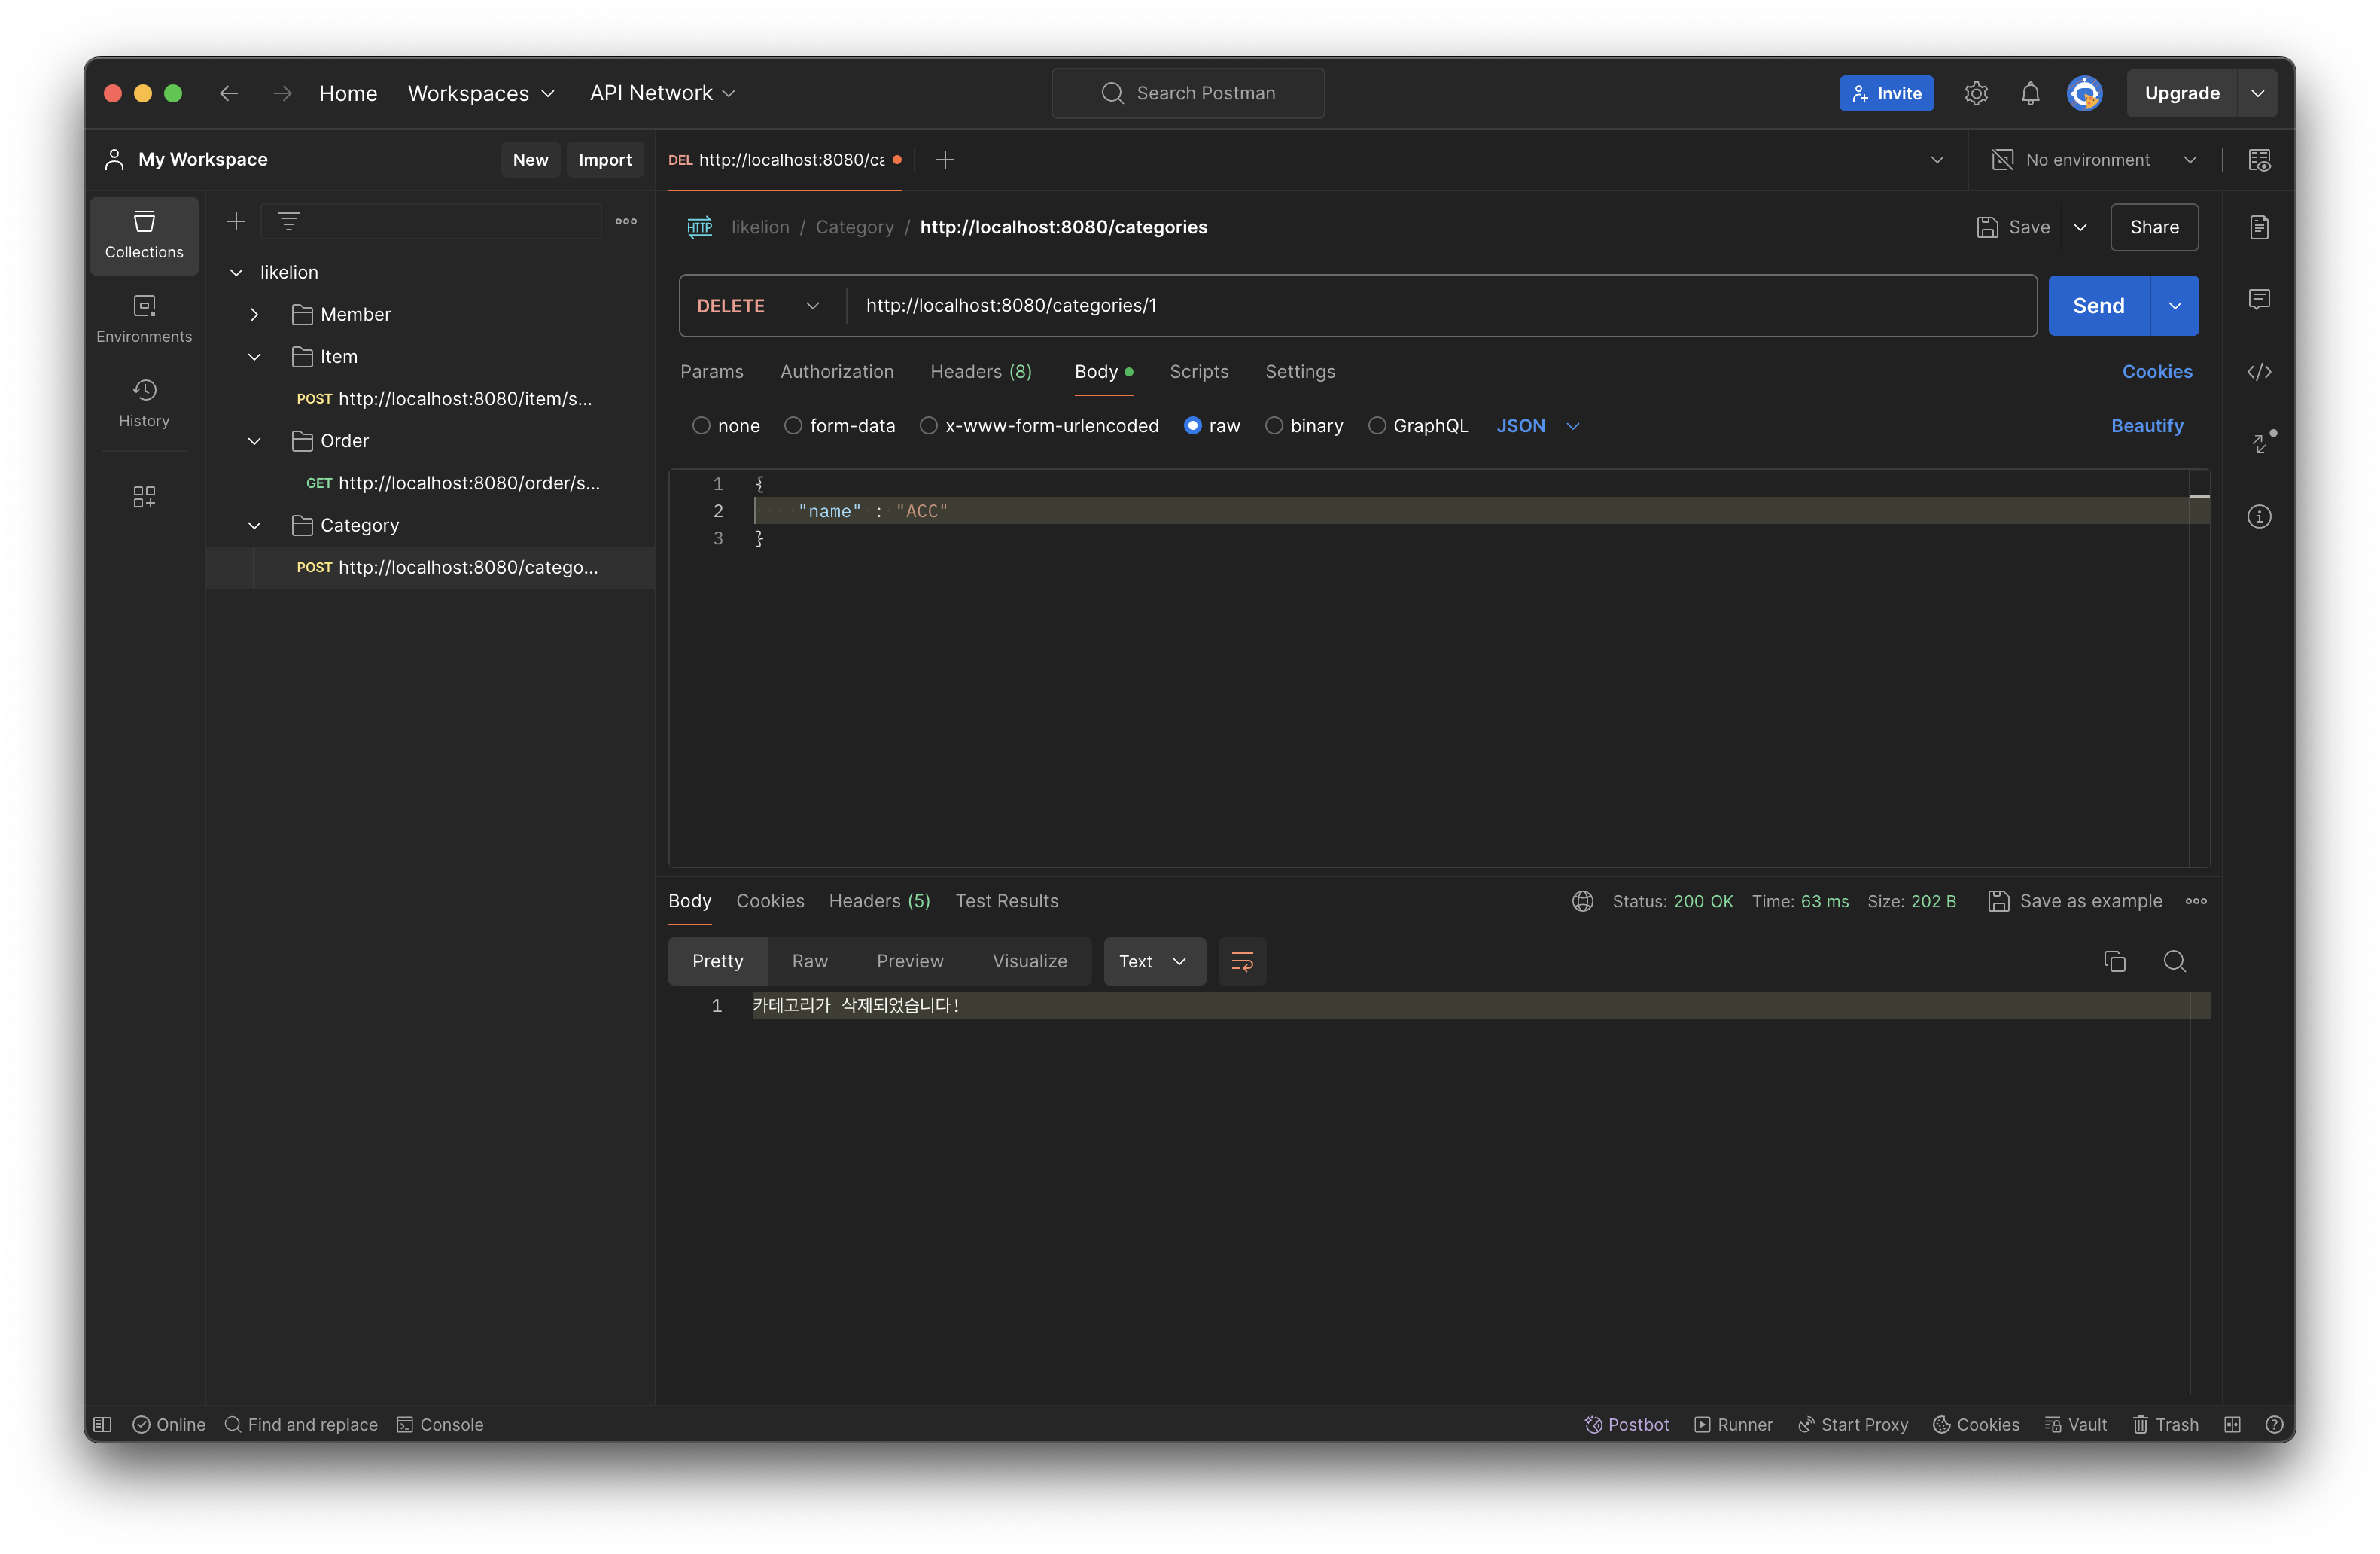 Home Workspaces API Network Search Postman Invite Upgrade
My Workspace New Import DEL http://localhost:8080/ca No environment
Collections
Environments
History
likelion
Member
Item
POST http://localhost:8080/item/s...
Order
GET http://localhost:8080/order/s...
Category
POST http://localhost:8080/catego...
HTTP likelion / Category / http://localhost:8080/categories Save Share
DELETE http://localhost:8080/categories/1 Send
Params Authorization Headers (8) Body Scripts Settings Cookies
none form-data x-www-form-urlencoded raw binary GraphQL JSON Beautify
1 {
2 "name" : "ACC"
3 }
Body Cookies Headers (5) Test Results Status: 200 OK Time: 63 ms Size: 202 B Save as example
Pretty Raw Preview Visualize Text
1 카테고리가 삭제되었습니다!
Online Find and replace Console Postbot Runner Start Proxy Cookies Vault Trash